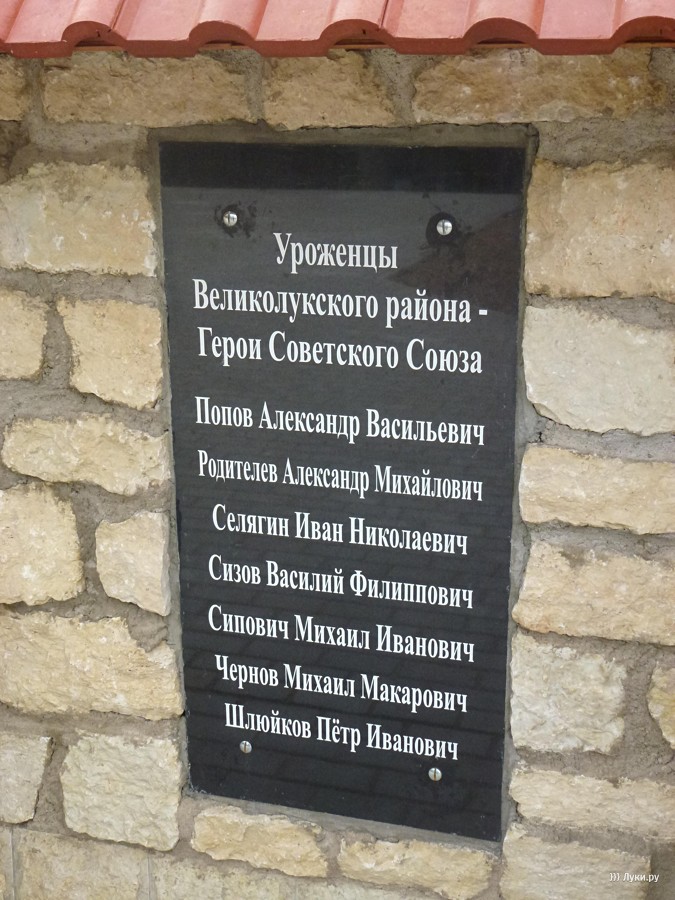 Уроженцы
Великолукского района -
Герои Советского Союза
Попов Александр Васильевич
Родителев Александр Михайлович
Селягин Иван Николаевич
Сизов Василий Филиппович
Сипович Михаил Иванович
Чернов Михаил Макарович
Шлюйков Пётр Иванович
))) Луки.ру